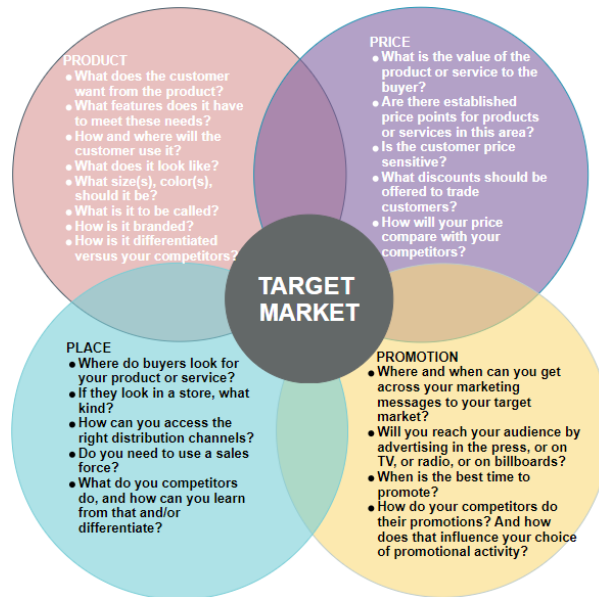 PRODUCT
• What does the customer
want from the product?
• What features does it have
to meet these needs?
• How and where will the
customer use it?
• What does it look like?
• What size(s), color(s),
should it be?
• What is it to be called?
• How is it branded?
• How is it differentiated
versus your competitors?
PRICE
• What is the value of the
product or service to the
buyer?
• Are there established
price points for products
or services in this area?
• Is the customer price
sensitive?
• What discounts should be
offered to trade
customers?
• How will your price
compare with your
competitors?
TARGET
MARKET
PLACE
• Where do buyers look for
your product or service?
• If they look in a store, what
kind?
• How can you access the
right distribution channels?
• Do you need to use a sales
force?
• What do you competitors
do, and how can you learn
from that and/or
differentiate?
PROMOTION
• Where and when can you get
across your marketing
messages to your target
market?
• Will you reach your audience by
advertising in the press, or on
TV, or radio, or on billboards?
• When is the best time to
promote?
• How do your competitors do
their promotions? And how
does that influence your choice
of promotional activity?